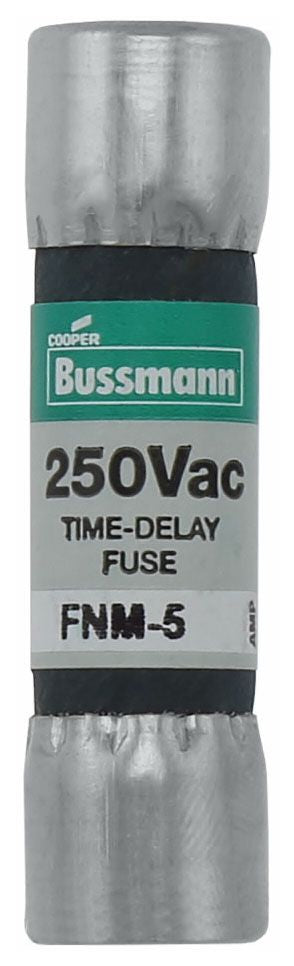 COOPER
Bussmann
250Vac
TIME-DELAY
FUSE
FNM-5
AMP